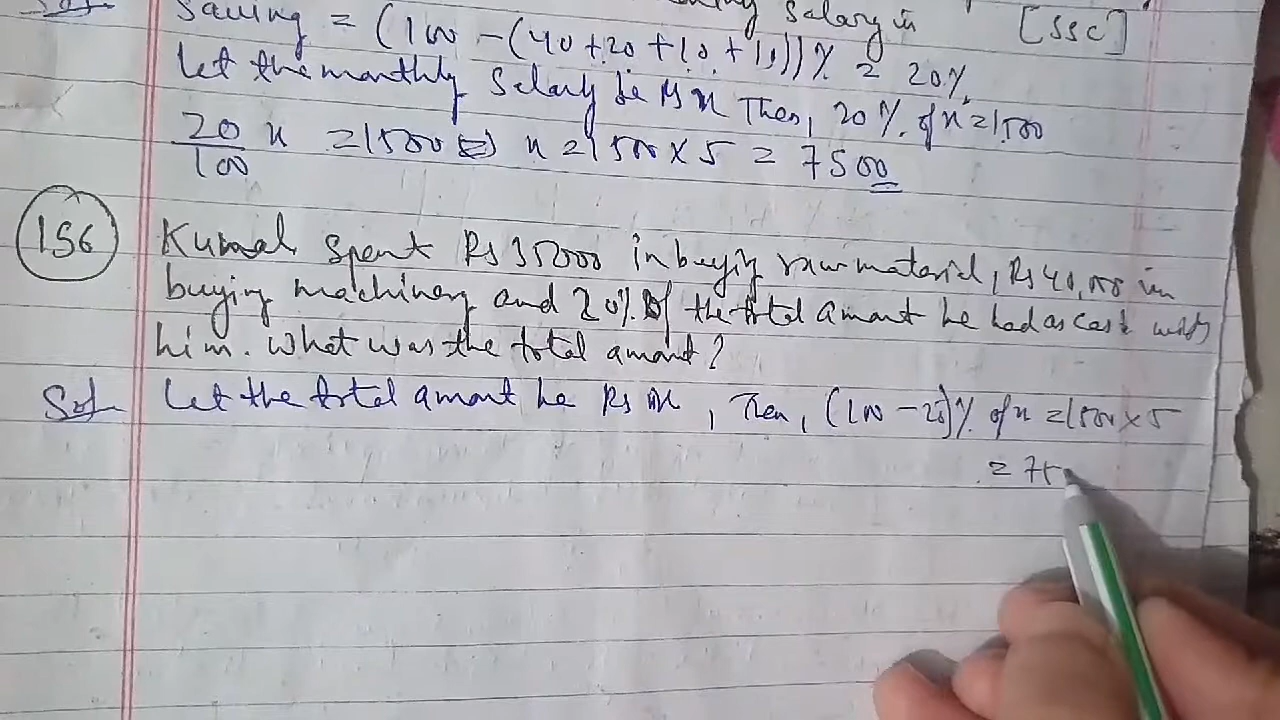 Saving = (100 - (40+20+10+10))% = 20% salary in [SSC]
Let the monthly Salary be Rs x Then, 20% of x = 1500
20/100 x = 1500 ⇒ x = 1500 × 5 = 7500
156 Kunal Spent Rs 35000 in buying raw material, Rs 40,000 in
buying machinery and 20% of the total amount he had as cash with
him. What was the total amount?
Sol Let the total amount be Rs x, Then, (100 - 20)% of x = 1500 × 5
= 75